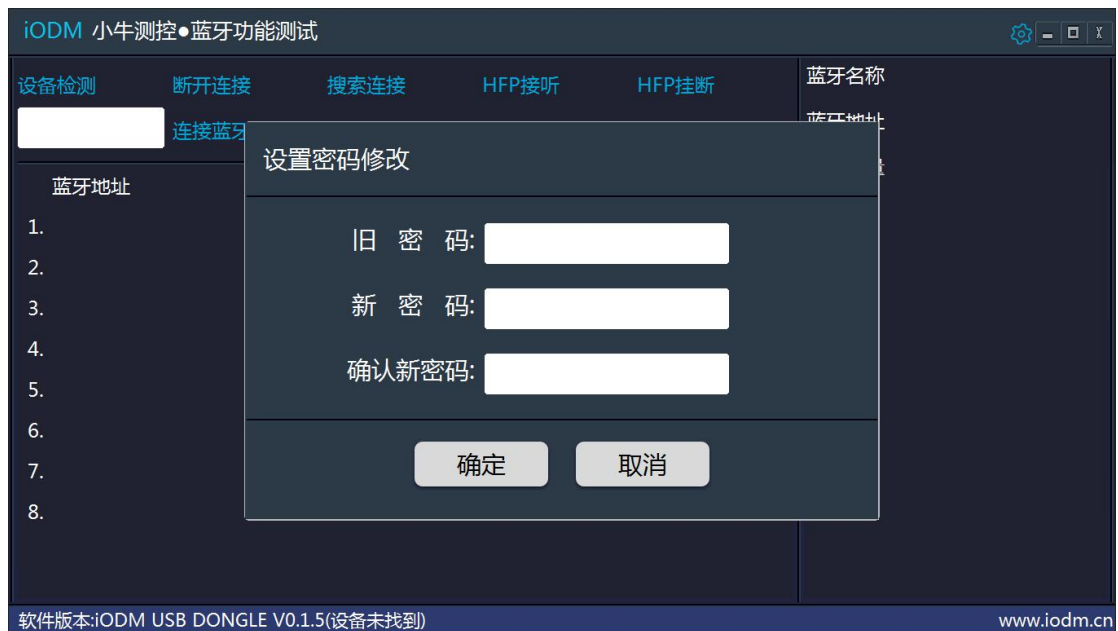 iODM 小牛测控●蓝牙功能测试
设备检测 断开连接 搜索连接 HFP接听 HFP挂断
连接蓝牙
蓝牙名称
蓝牙地址
蓝牙地址
1.
2.
3.
4.
5.
6.
7.
8.
设置密码修改
旧 密 码:
新 密 码:
确认新密码:
确定 取消
软件版本:iODM USB DONGLE V0.1.5(设备未找到)
www.iodm.cn